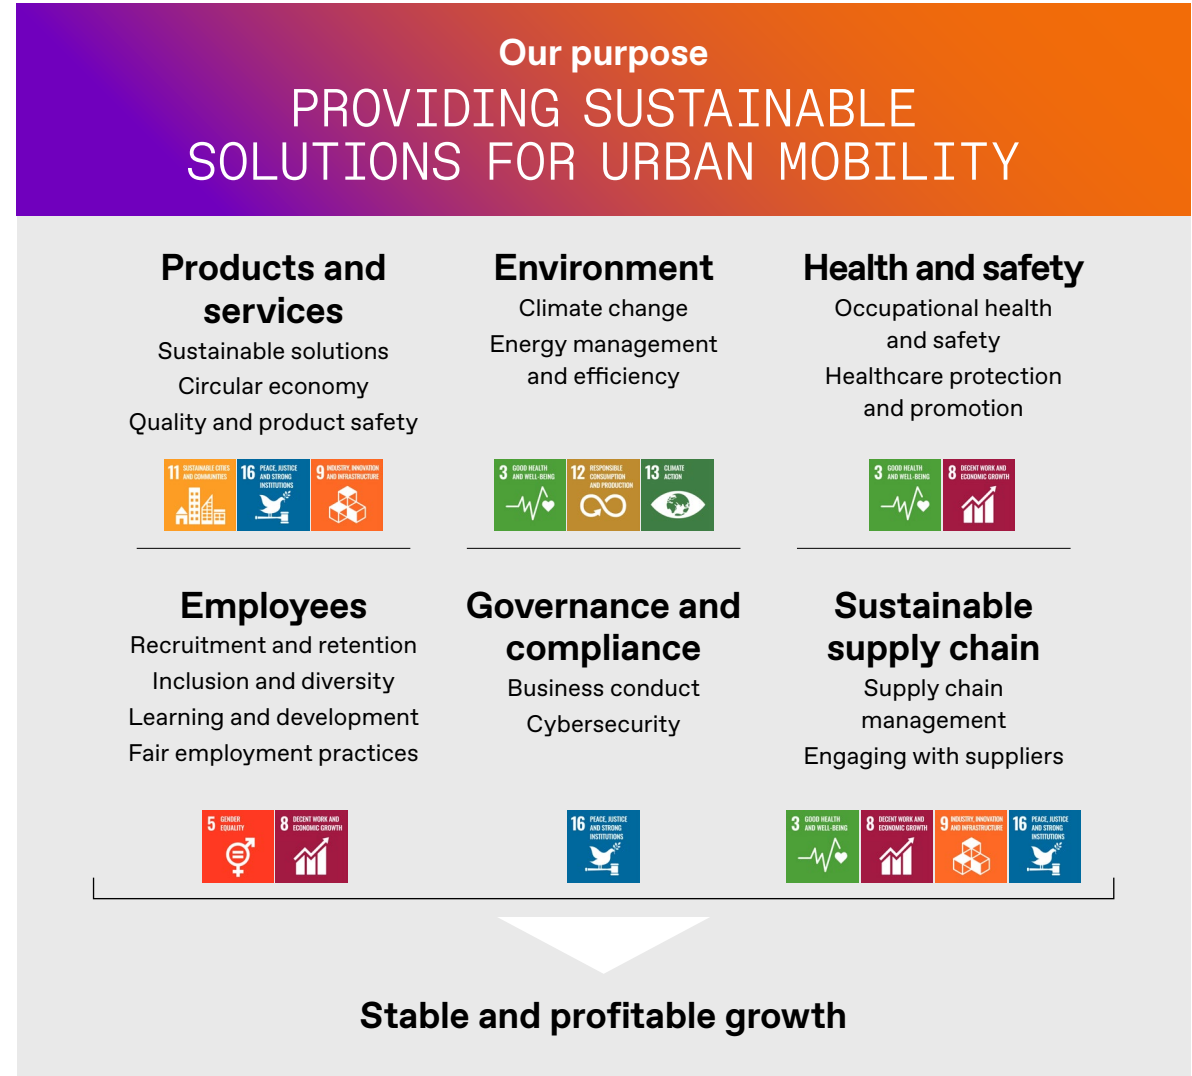 Our purpose
PROVIDING SUSTAINABLE
SOLUTIONS FOR URBAN MOBILITY
Products and
services
Sustainable solutions
Circular economy
Quality and product safety
11 SUSTAINABLE CITIES
AND COMMUNITIES
16 PEACE, JUSTICE
AND STRONG
INSTITUTIONS
9 INDUSTRY, INNOVATION
AND INFRASTRUCTURE
Environment
Climate change
Energy management
and efficiency
3 GOOD HEALTH
AND WELL-BEING
12 RESPONSIBLE
CONSUMPTION
AND PRODUCTION
13 CLIMATE
ACTION
Health and safety
Occupational health
and safety
Healthcare protection
and promotion
3 GOOD HEALTH
AND WELL-BEING
8 DECENT WORK AND
ECONOMIC GROWTH
Employees
Recruitment and retention
Inclusion and diversity
Learning and development
Fair employment practices
5 GENDER
EQUALITY
8 DECENT WORK AND
ECONOMIC GROWTH
Governance and
compliance
Business conduct
Cybersecurity
16 PEACE, JUSTICE
AND STRONG
INSTITUTIONS
Sustainable
supply chain
Supply chain
management
Engaging with suppliers
3 GOOD HEALTH
AND WELL-BEING
8 DECENT WORK AND
ECONOMIC GROWTH
9 INDUSTRY, INNOVATION
AND INFRASTRUCTURE
16 PEACE, JUSTICE
AND STRONG
INSTITUTIONS
Stable and profitable growth